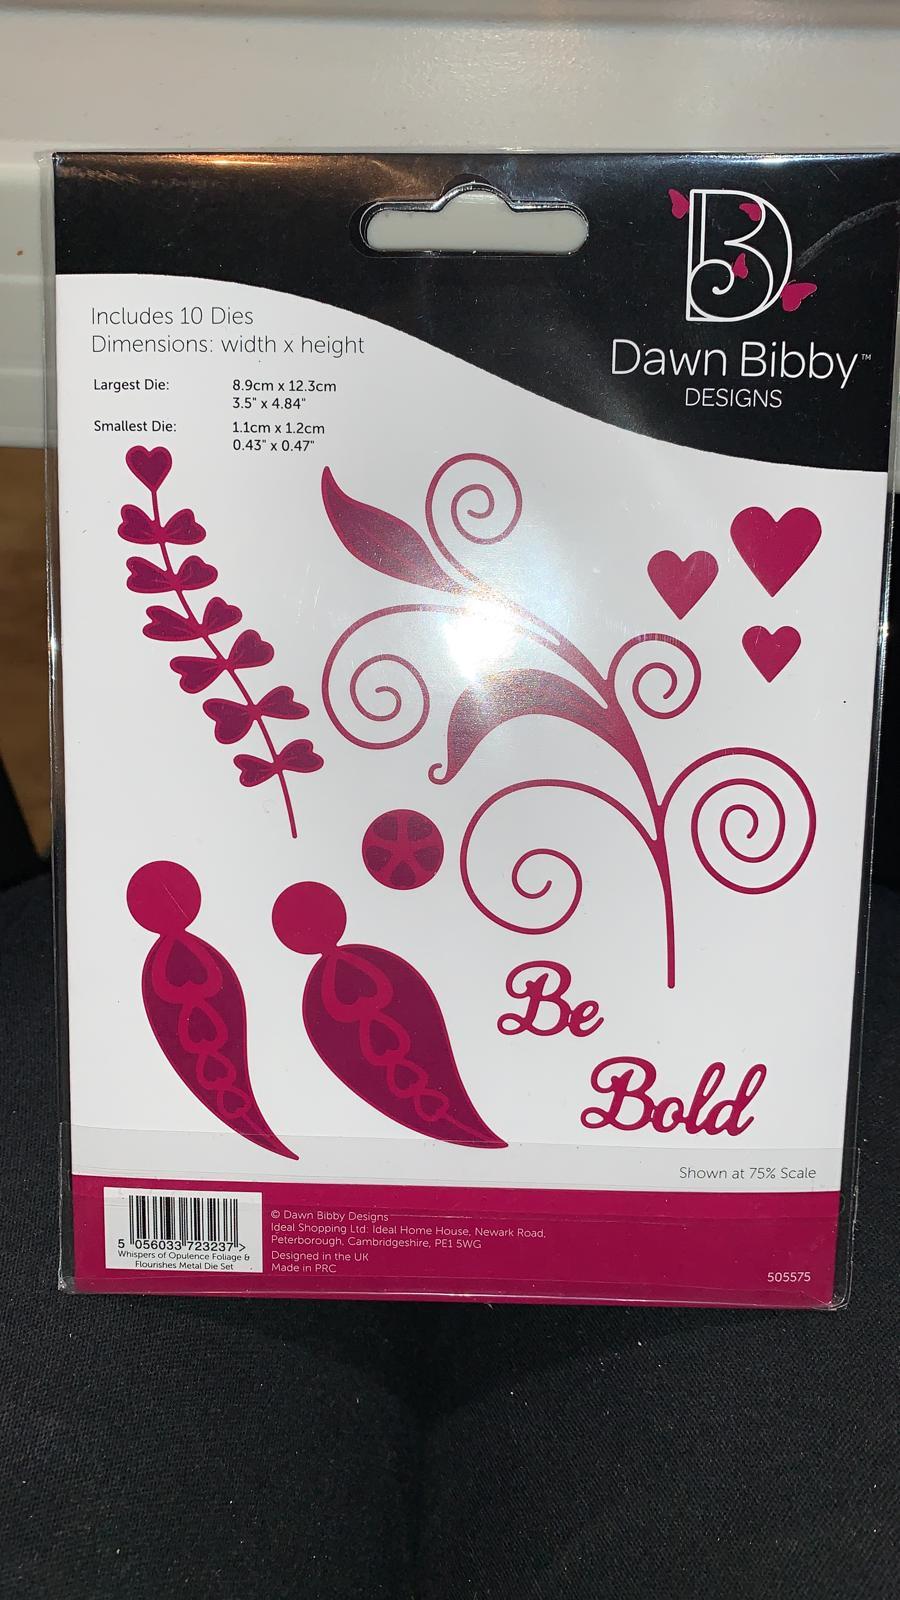 Dawn Bibby™
DESIGNS
Includes 10 Dies
Dimensions: width x height
Largest Die: 8.9cm x 12.3cm
3.5" x 4.84"
Smallest Die: 1.1cm x 1.2cm
0.43" x 0.47"
Be
Bold
Shown at 75% Scale
5 056033 723237 >
Whispers of Opulence Foliage &
Flourishes Metal Die Set
© Dawn Bibby Designs
Ideal Shopping Ltd: Ideal Home House, Newark Road,
Peterborough, Cambridgeshire, PE1 5WG
Designed in the UK
Made in PRC
505575